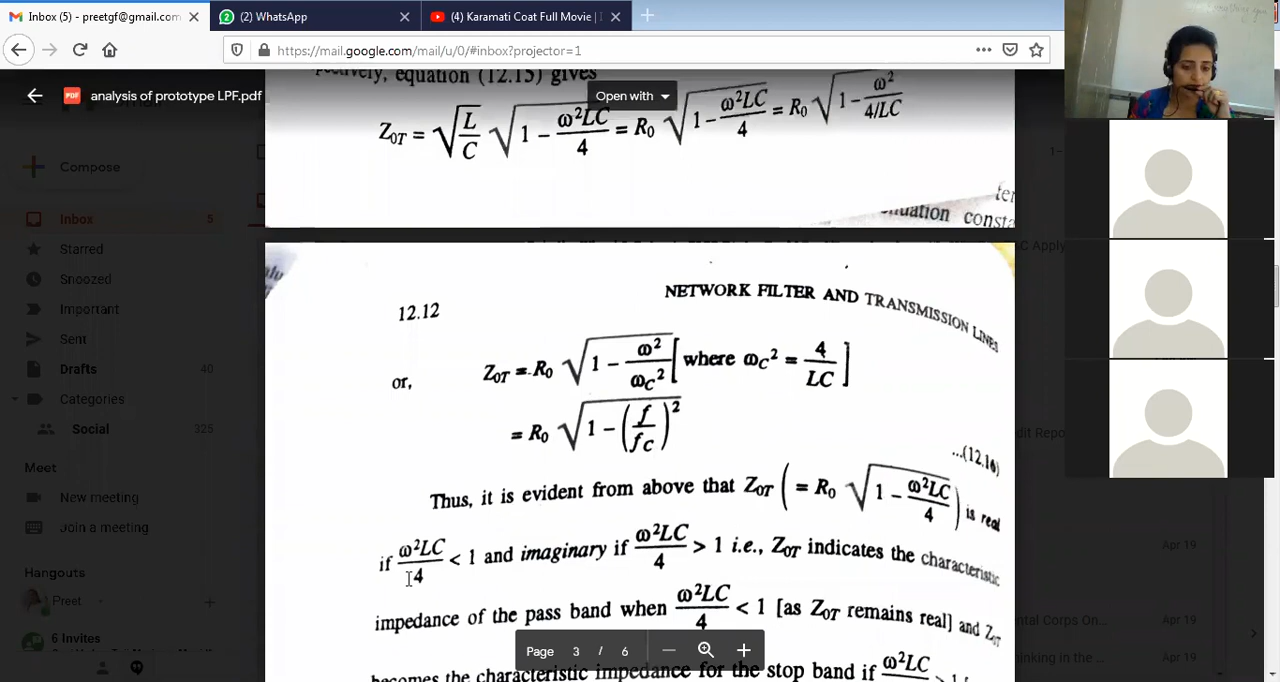 Inbox (5) - preetgf@gmail.com
(2) WhatsApp
(4) Karamati Coat Full Movie |
https://mail.google.com/mail/u/0/#inbox?projector=1
analysis of prototype LPF.pdf
Open with
Compose
Inbox 5
Starred
Snoozed
Important
Sent
Drafts 40
Categories
Social 325
Meet
New meeting
Join a meeting
Hangouts
Preet
6 Invites
equation (12.15) gives
Z0T = √(L/C) √(1 - ω²LC/4) = R0 √(1 - ω²LC/4) = R0 √(1 - ω²/(4/LC))
const
12.12
NETWORK FILTER AND TRANSMISSION LINES
or, Z0T = R0 √(1 - ω²/ωC²) [where ωC² = 4/LC]
= R0 √(1 - (f/fC)²)
...(12.16)
Thus, it is evident from above that Z0T (= R0 √(1 - ω²LC/4) is real
if ω²LC/4 < 1 and imaginary if ω²LC/4 > 1 i.e., Z0T indicates the characteristic
impedance of the pass band when ω²LC/4 < 1 [as Z0T remains real] and Z0T
becomes the characteristic impedance for the stop band if ω²LC
Page 3 / 6
Apr 19
Apr 19
Apr 19